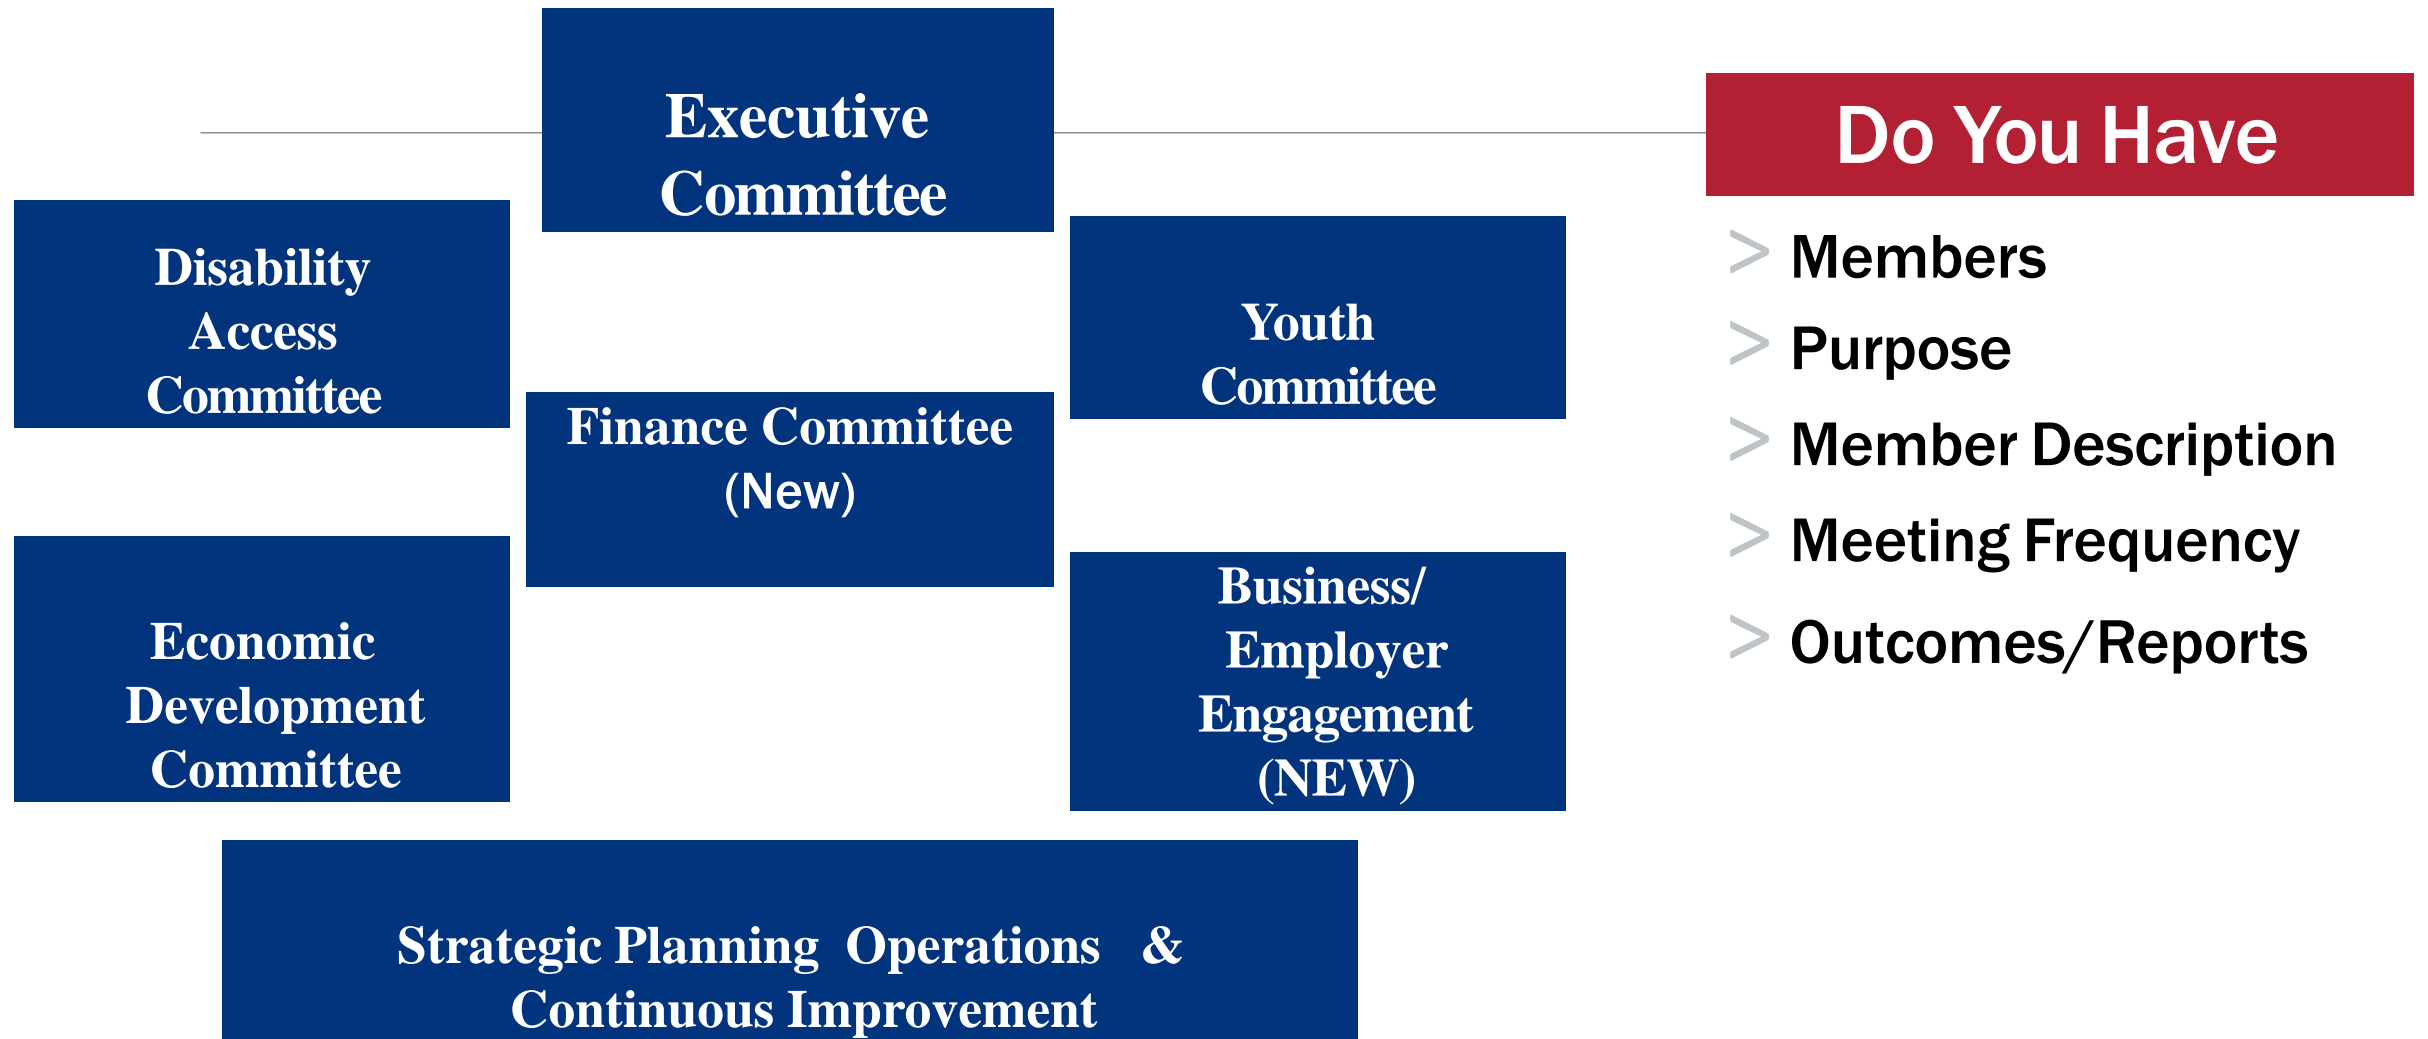 Executive
Committee
Disability
Access
Committee
Youth
Committee
Finance Committee
(New)
Economic
Development
Committee
Business/
Employer
Engagement
(NEW)
Strategic Planning Operations &
Continuous Improvement
Do You Have
> Members
> Purpose
> Member Description
> Meeting Frequency
> Outcomes/Reports